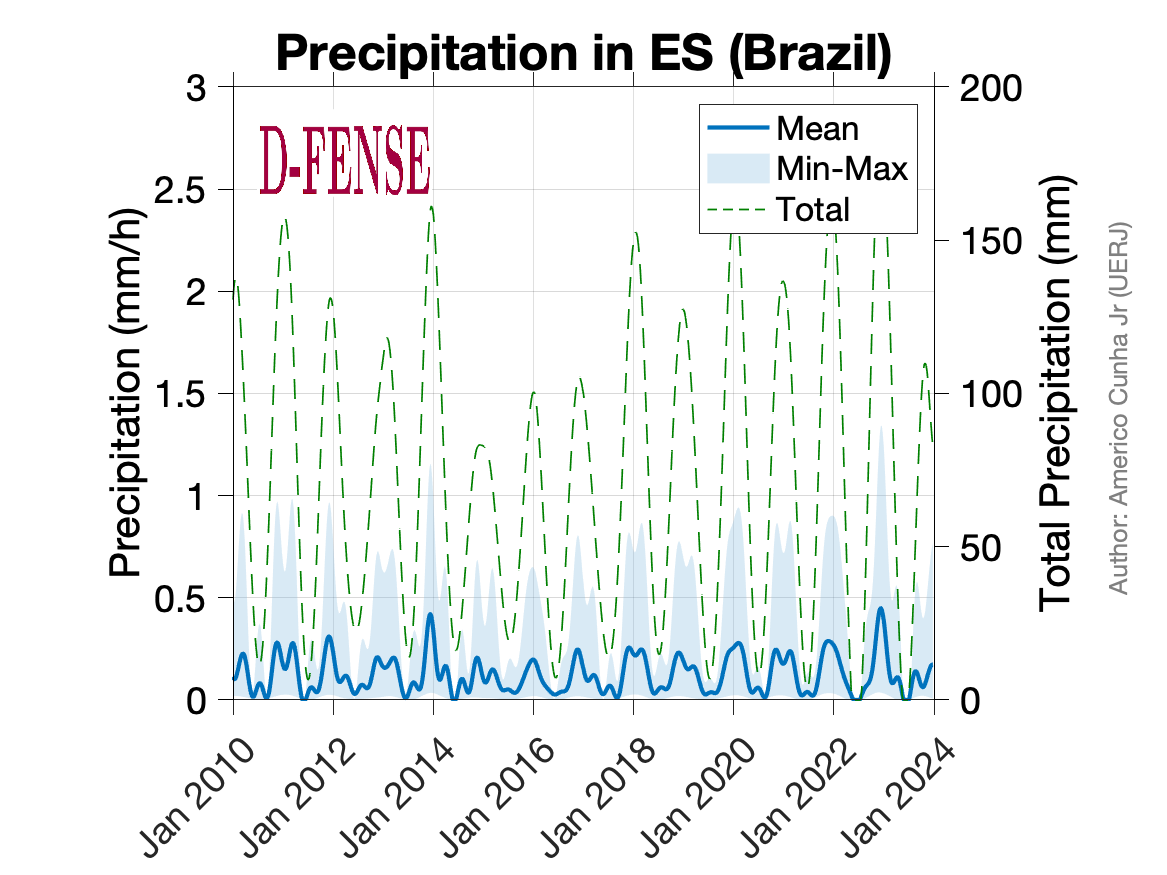 Precipitation in ES (Brazil)
D-FENSE
Mean
Min-Max
Total
Precipitation (mm/h)
3
2.5
2
1.5
1
0.5
0
200
150
100
50
0
Total Precipitation (mm)
Author: Americo Cunha Jr (UERJ)
Jan 2010
Jan 2012
Jan 2014
Jan 2016
Jan 2018
Jan 2020
Jan 2022
Jan 2024